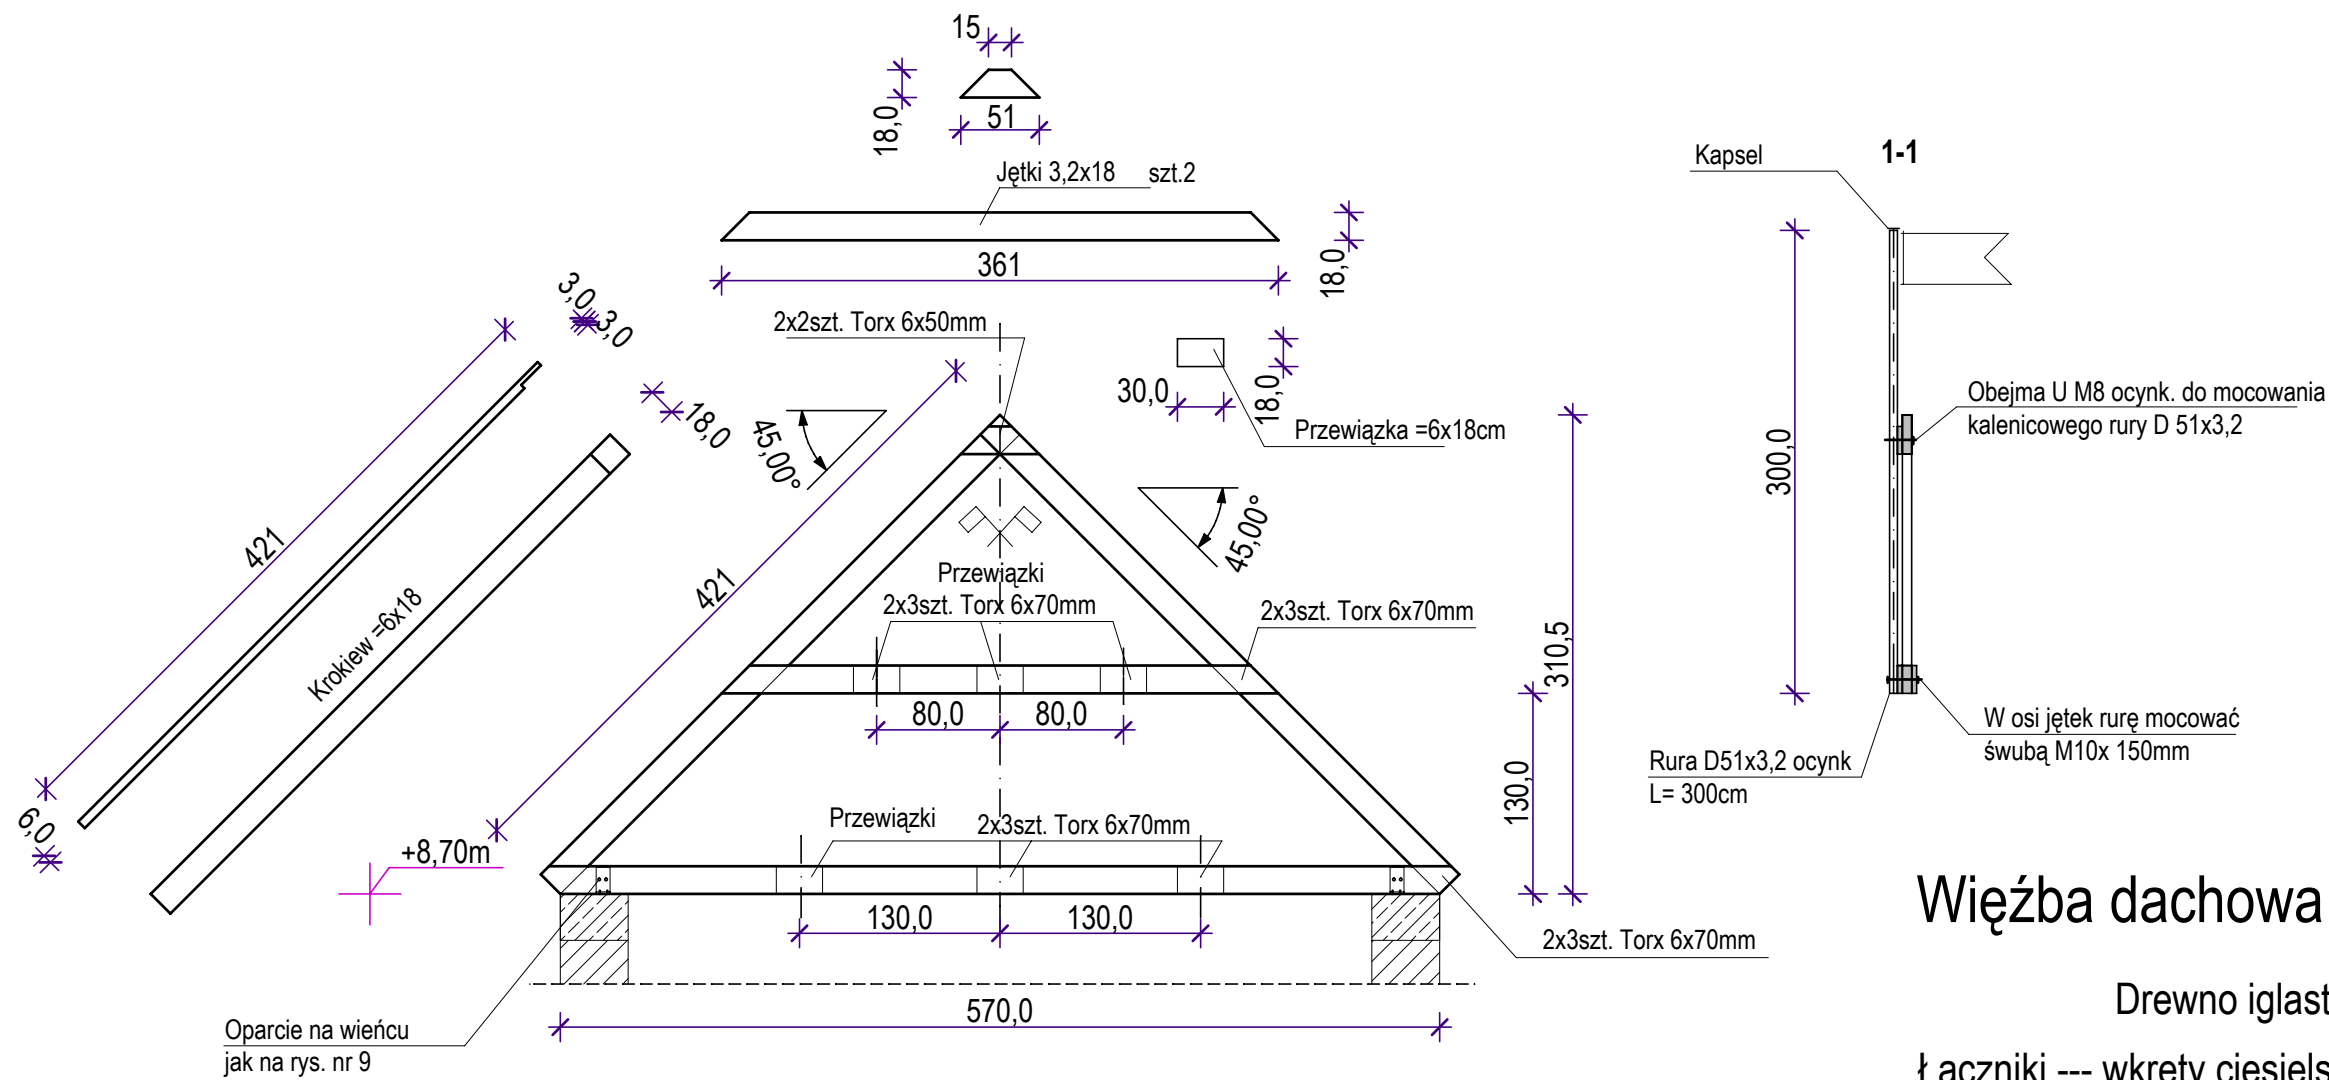 15
18,0
51
Jętki 3,2x18 szt.2
361
18,0
Kapsel
1-1
3,0
3,0
2x2szt. Torx 6x50mm
18,0
45,00°
30,0
18,0
Przewiązka =6x18cm
Obejma U M8 ocynk. do mocowania
kalenicowego rury D 51x3,2
300,0
421
421
45,00°
Krokiew =6x18
Przewiązki
2x3szt. Torx 6x70mm
2x3szt. Torx 6x70mm
310,5
80,0
80,0
130,0
W osi jętek rurę mocować
śwubą M10x 150mm
Rura D51x3,2 ocynk
L= 300cm
6,0
+8,70m
Przewiązki
2x3szt. Torx 6x70mm
130,0
130,0
2x3szt. Torx 6x70mm
Więźba dachowa
570,0
Drewno iglast
Oparcie na wieńcu
jak na rys. nr 9
Łączniki --- wkręty ciesiels